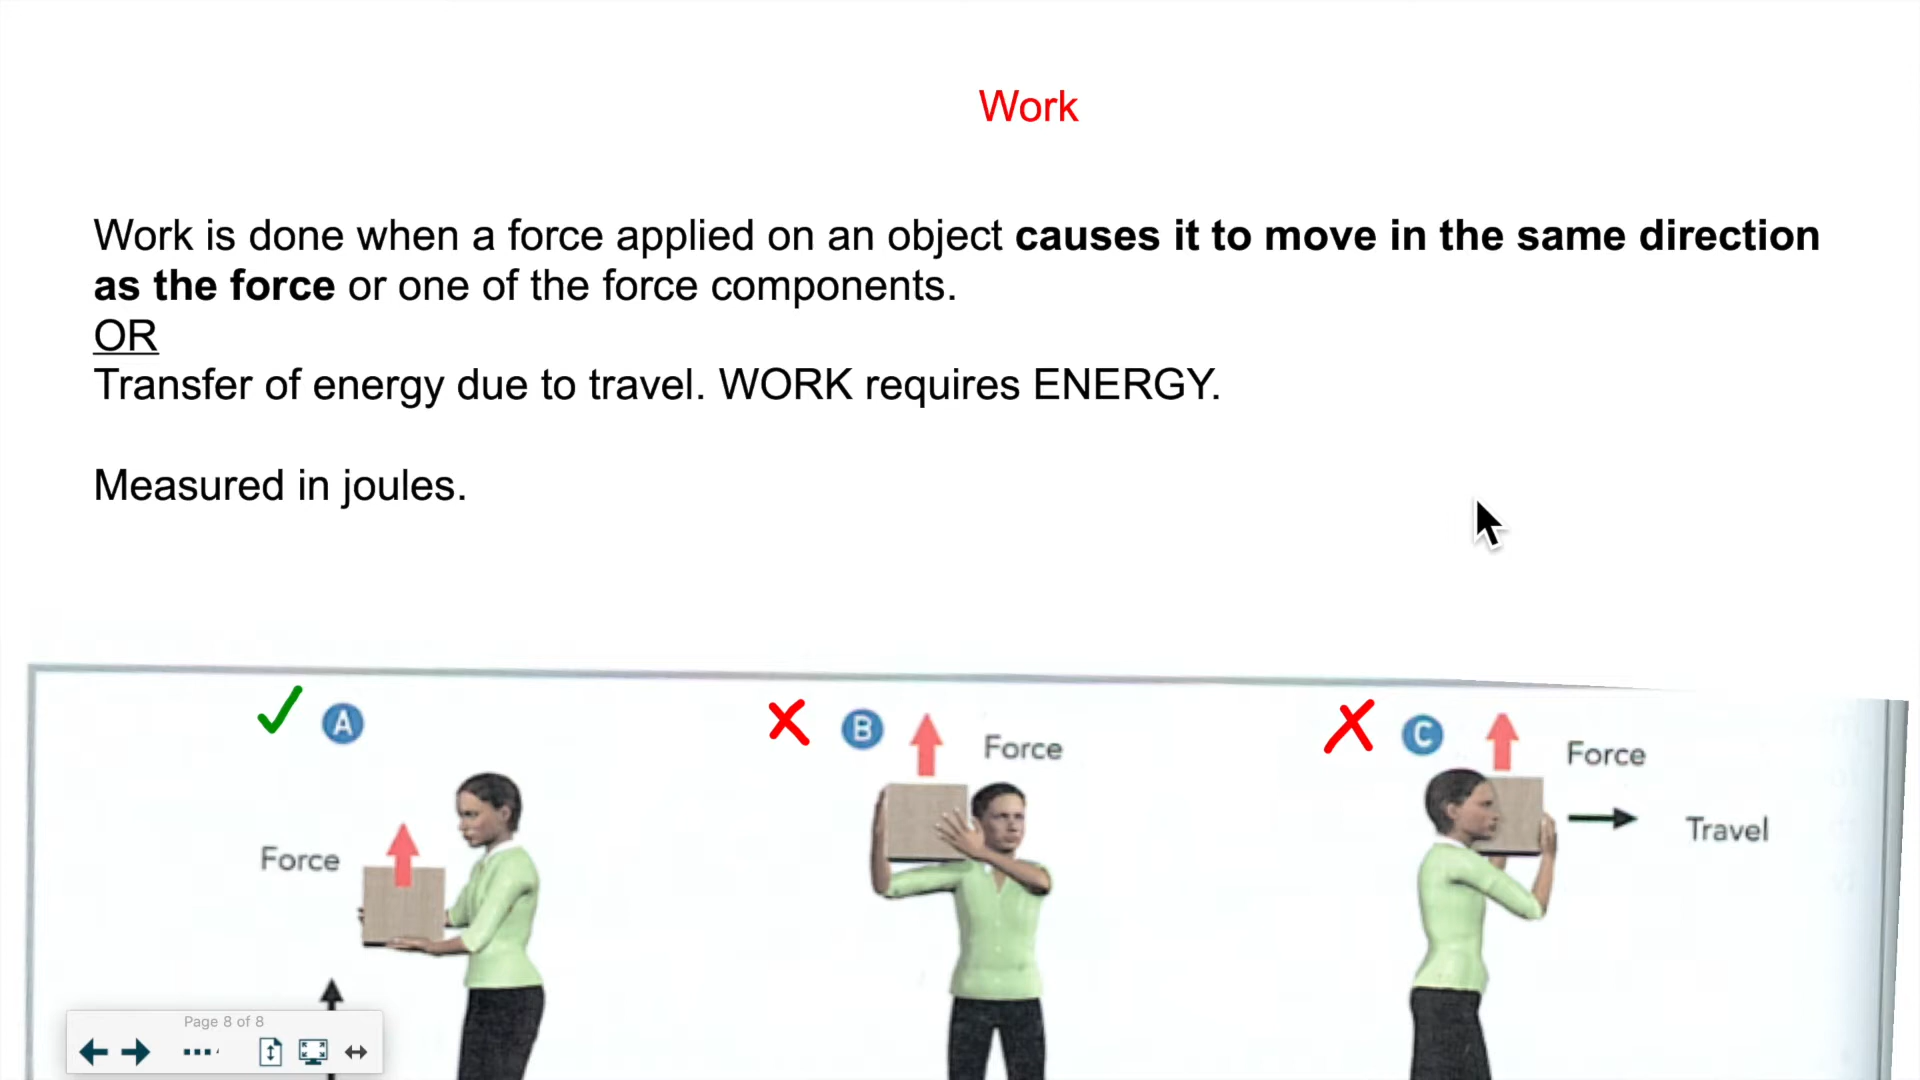 Work
Work is done when a force applied on an object causes it to move in the same direction
as the force or one of the force components.
OR
Transfer of energy due to travel. WORK requires ENERGY.
Measured in joules.
A
B
Force
C
Force
Travel
Force
Page 8 of 8